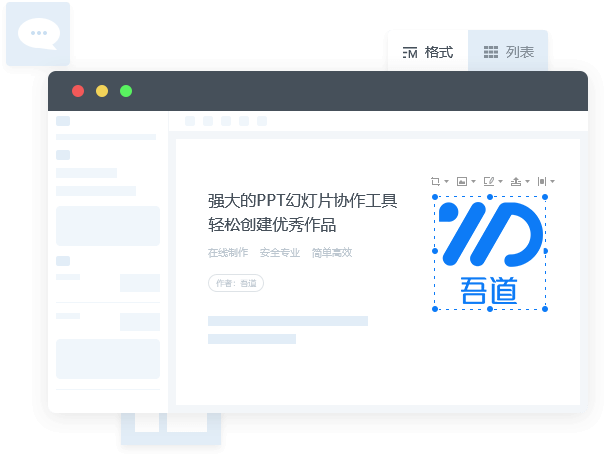 格式
列表
强大的PPT幻灯片协作工具
轻松创建优秀作品
在线制作 安全专业 简单高效
作者：吾道
吾道